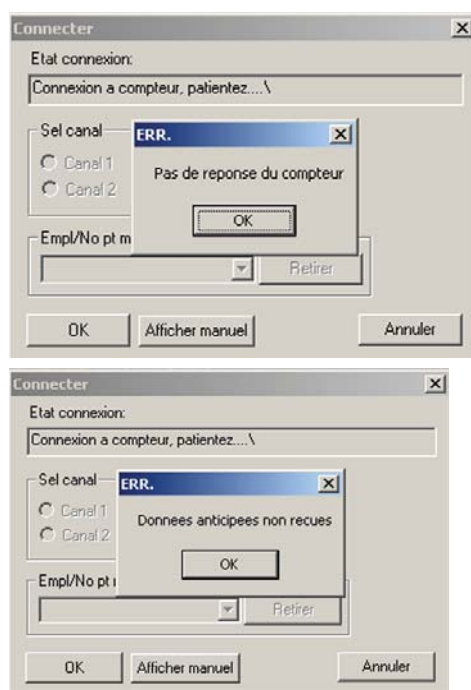 Connecter
Etat connexion:
Connexion a compteur, patientez....\
Sel canal
ERR.
Canal 1
Pas de reponse du compteur
Canal 2
OK
Empl/No pt m
Retirer
OK
Afficher manuel
Annuler
Connecter
Etat connexion:
Connexion a compteur, patientez....\
Sel canal
ERR.
Canal 1
Donnees anticipees non recues
Canal 2
OK
Empl/No pt
Retirer
OK
Afficher manuel
Annuler